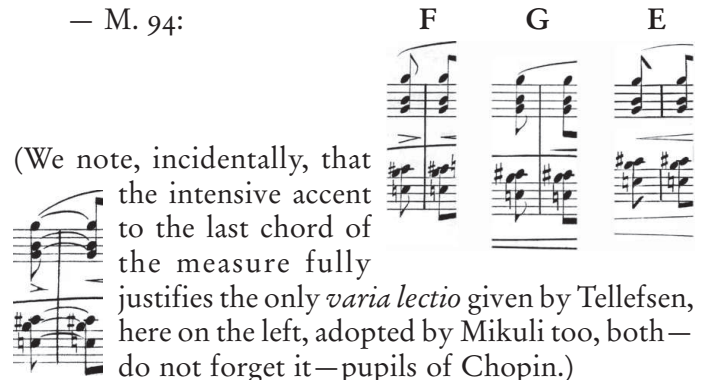 — M. 94:
F G E
(We note, incidentally, that
the intensive accent
to the last chord of
the measure fully
justifies the only varia lectio given by Tellefsen,
here on the left, adopted by Mikuli too, both—
do not forget it—pupils of Chopin.)